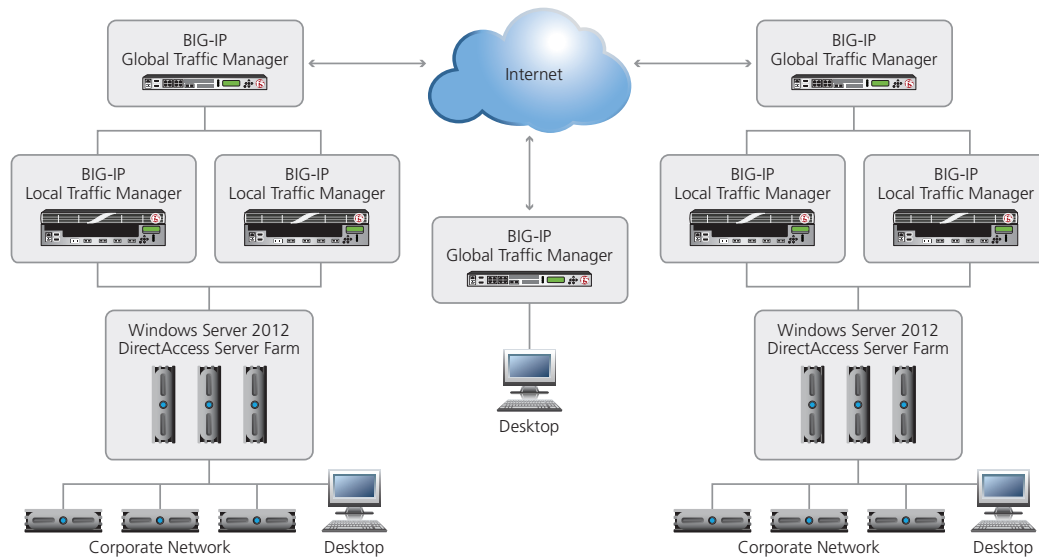 BIG-IP
Global Traffic Manager
Internet
BIG-IP
Global Traffic Manager
BIG-IP
Local Traffic Manager
BIG-IP
Local Traffic Manager
BIG-IP
Local Traffic Manager
BIG-IP
Local Traffic Manager
BIG-IP
Global Traffic Manager
Windows Server 2012
DirectAccess Server Farm
Windows Server 2012
DirectAccess Server Farm
Desktop
Corporate Network
Desktop
Corporate Network
Desktop